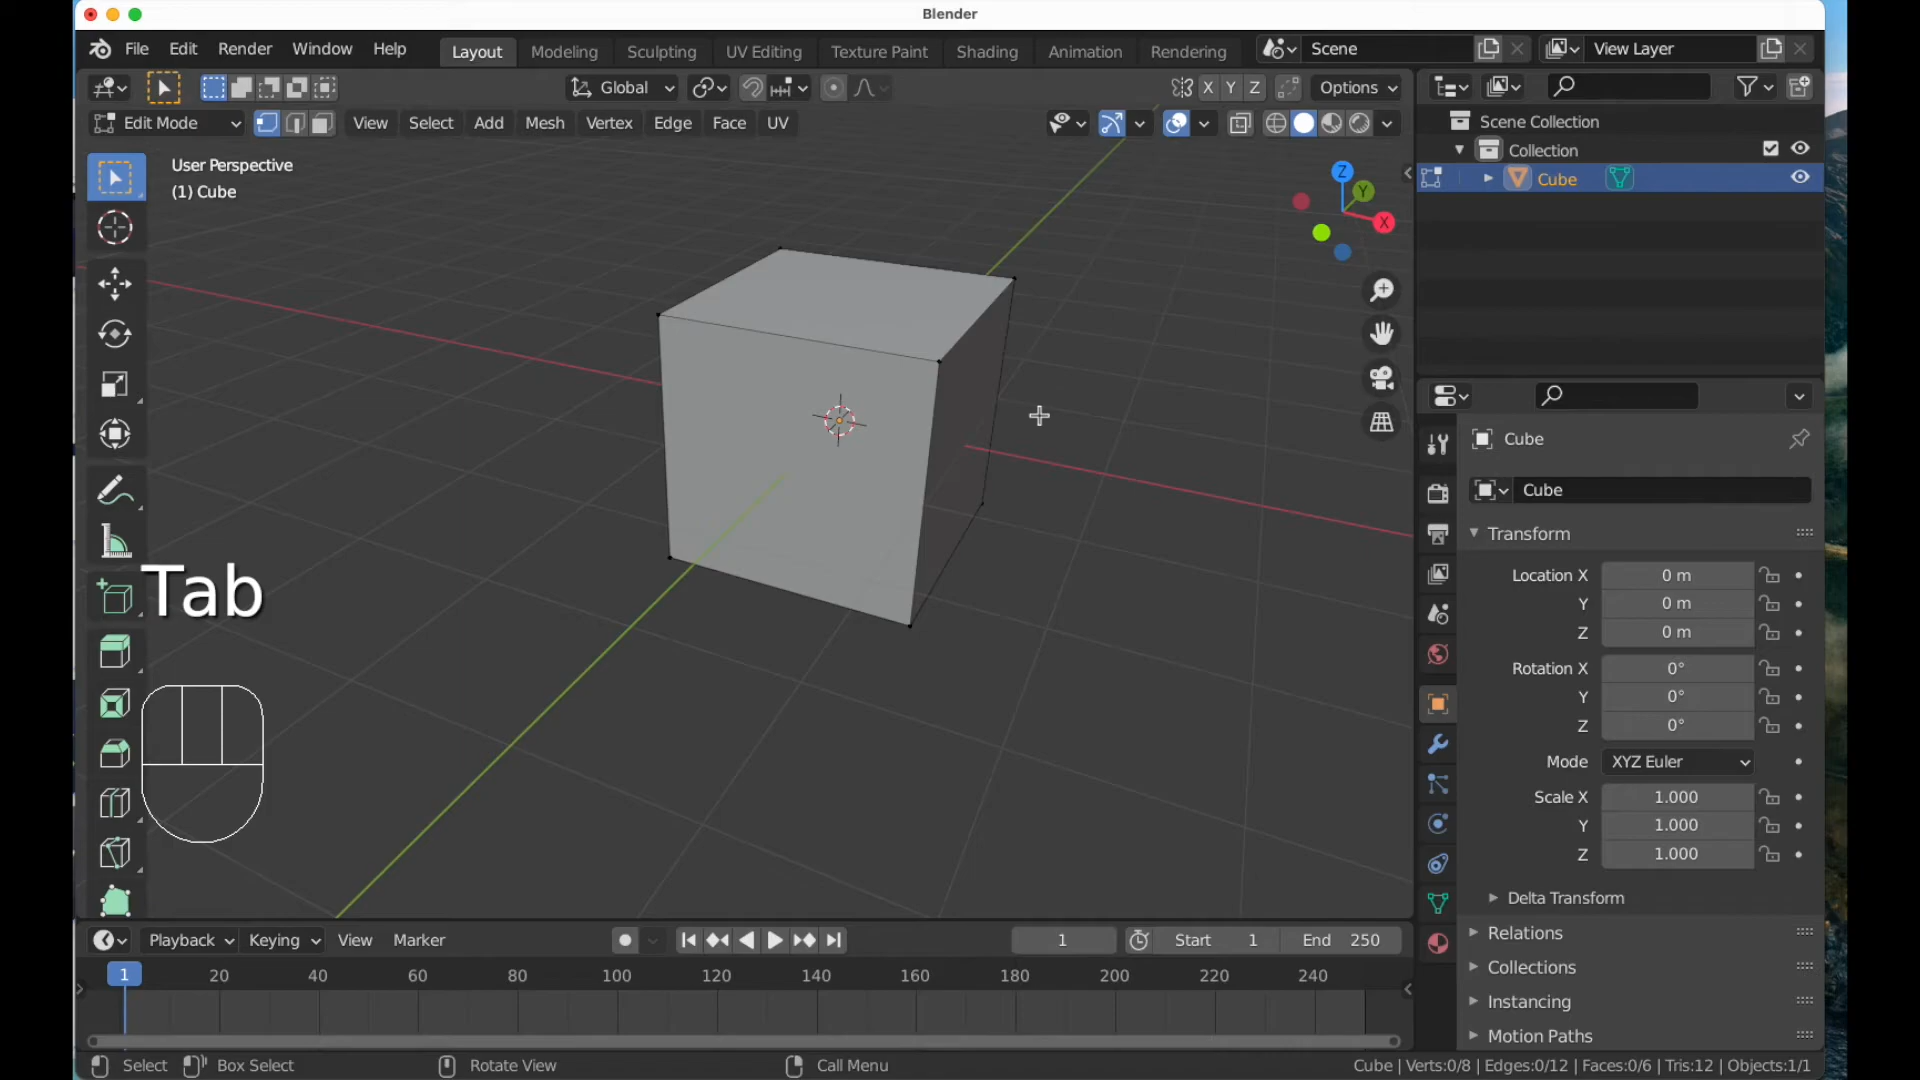 Blender
File Edit Render Window Help Layout Modeling Sculpting UV Editing Texture Paint Shading Animation Rendering Scene View Layer
Global X Y Z Options
Edit Mode View Select Add Mesh Vertex Edge Face UV
Scene Collection
Collection
Cube
User Perspective
(1) Cube
Z
Y
X
Cube
Cube
Transform
Location X 0 m
Y 0 m
Z 0 m
Rotation X 0°
Y 0°
Z 0°
Mode XYZ Euler
Scale X 1.000
Y 1.000
Z 1.000
Delta Transform
Relations
Collections
Instancing
Motion Paths
Tab
Playback Keying View Marker 1 Start 1 End 250
1 20 40 60 80 100 120 140 160 180 200 220 240
Select Box Select Rotate View Call Menu Cube | Verts:0/8 | Edges:0/12 | Faces:0/6 | Tris:12 | Objects:1/1